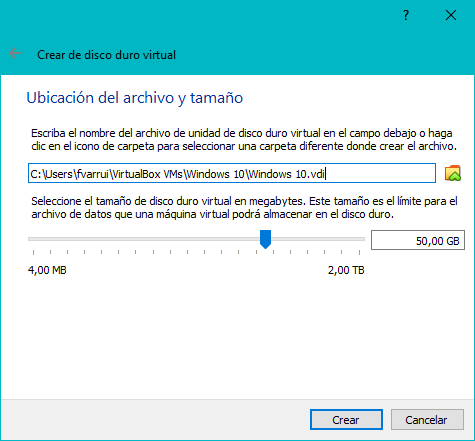 ?
Crear de disco duro virtual
Ubicación del archivo y tamaño
Escriba el nombre del archivo de unidad de disco duro virtual en el campo debajo o haga
clic en el icono de carpeta para seleccionar una carpeta diferente donde crear el archivo.
C:\Users\fvarrui\VirtualBox VMs\Windows 10\Windows 10.vdi
Seleccione el tamaño de disco duro virtual en megabytes. Este tamaño es el límite para el
archivo de datos que una máquina virtual podrá almacenar en el disco duro.
50,00 GB
4,00 MB 2,00 TB
Crear Cancelar